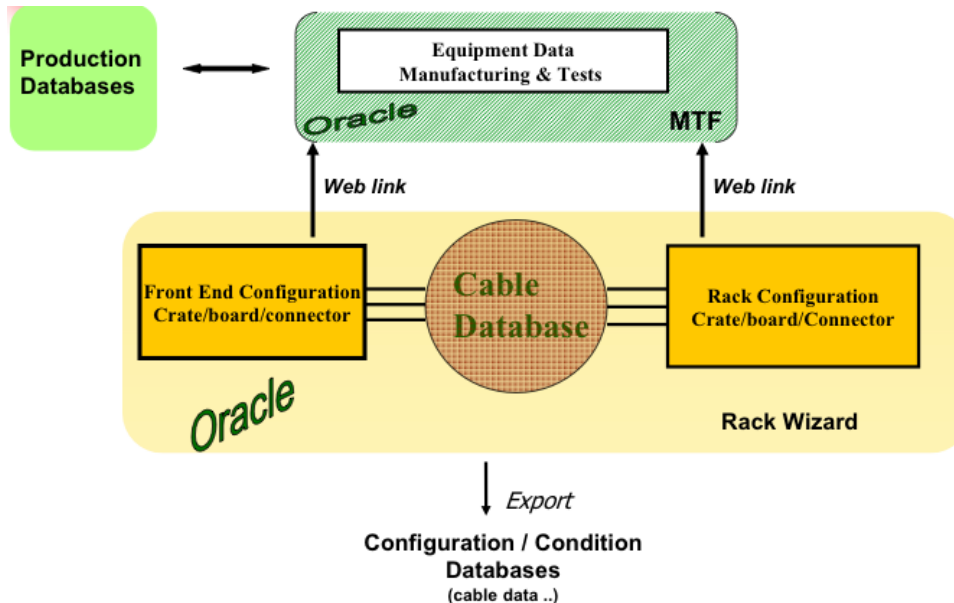 Production
Databases
Equipment Data
Manufacturing & Tests
Oracle
MTF
Web link
Web link
Front End Configuration
Crate/board/connector
Cable
Database
Rack Configuration
Crate/board/Connector
Oracle
Rack Wizard
Export
Configuration / Condition
Databases
(cable data ..)